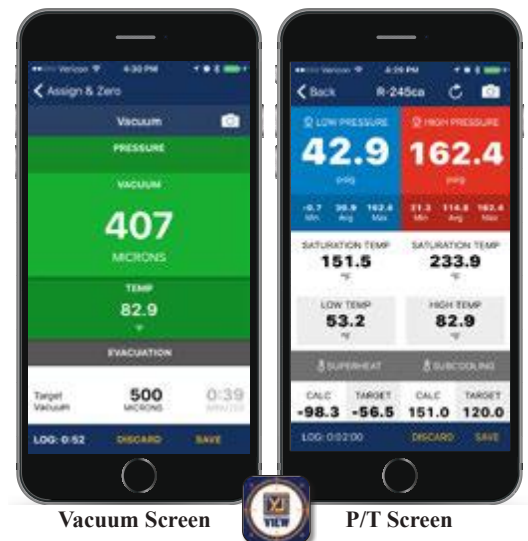 Verizon 4:30 PM
Assign & Zero
Vacuum
PRESSURE
VACUUM
407
MICRONS
TEMP
82.9
°F
EVACUATION
Target Vacuum
500
MICRONS
0:39
MINUTES
LOG: 0:52 DISCARD SAVE
Vacuum Screen
Verizon 4:29 PM
Back R-245ca
LOW PRESSURE HIGH PRESSURE
42.9 162.4
psig psig
-0.7 39.9 162.4 31.3 114.8 162.4
Min Avg Max Min Avg Max
SATURATION TEMP SATURATION TEMP
151.5 233.9
°F °F
LOW TEMP HIGH TEMP
53.2 82.9
°F °F
SUPERHEAT SUBCOOLING
CALC TARGET CALC TARGET
-98.3 -56.5 151.0 120.0
LOG: 0:02:00 DISCARD SAVE
P/T Screen
YJ
VIEW